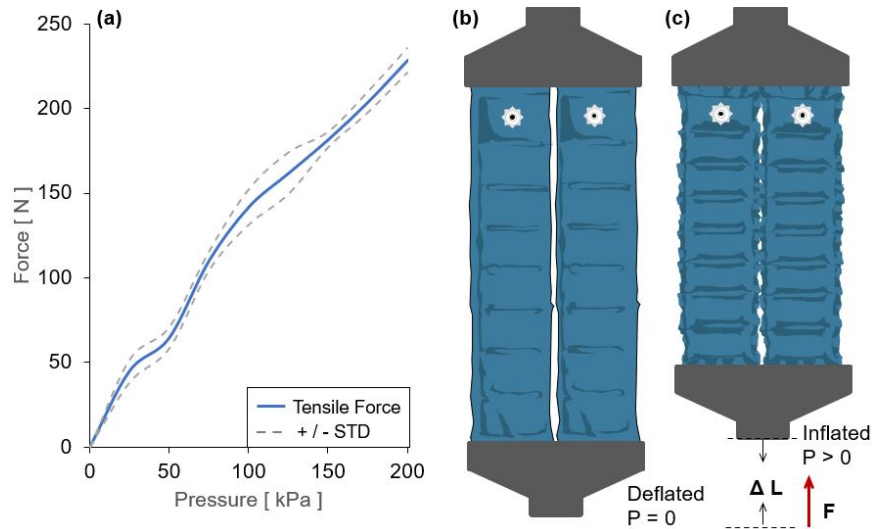 (a)
250
200
150
100
50
0
Force [ N ]
0 50 100 150 200
Pressure [ kPa ]
Tensile Force
+ / - STD
(b)
Deflated
P = 0
(c)
Inflated
P > 0
Δ L
F